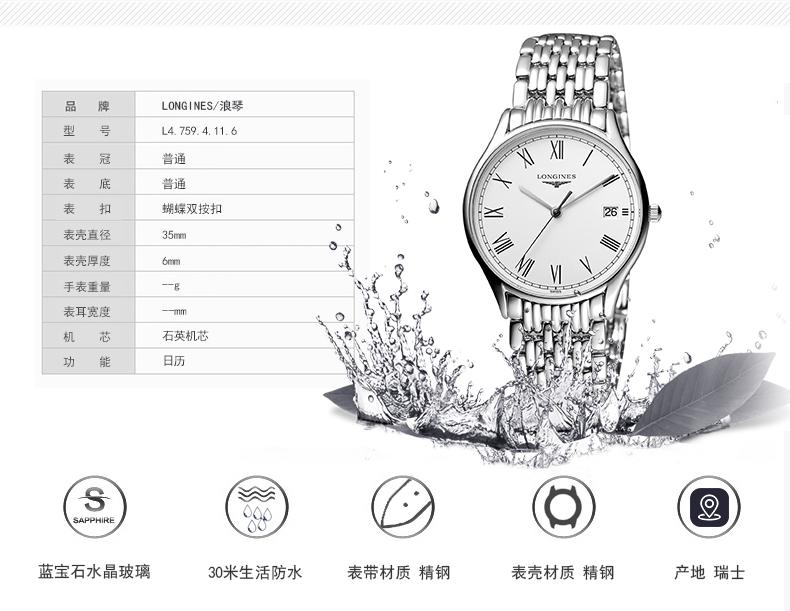 品 牌 LONGINES/浪琴
型 号 L4.759.4.11.6
表 冠 普通
表 底 普通
表 扣 蝴蝶双按扣
表壳直径 35mm
表壳厚度 6mm
手表重量 --g
表耳宽度 --mm
机 芯 石英机芯
功 能 日历
LONGINES
26
S
SAPPHIRE
蓝宝石水晶玻璃
30米生活防水
表带材质 精钢
表壳材质 精钢
产地 瑞士